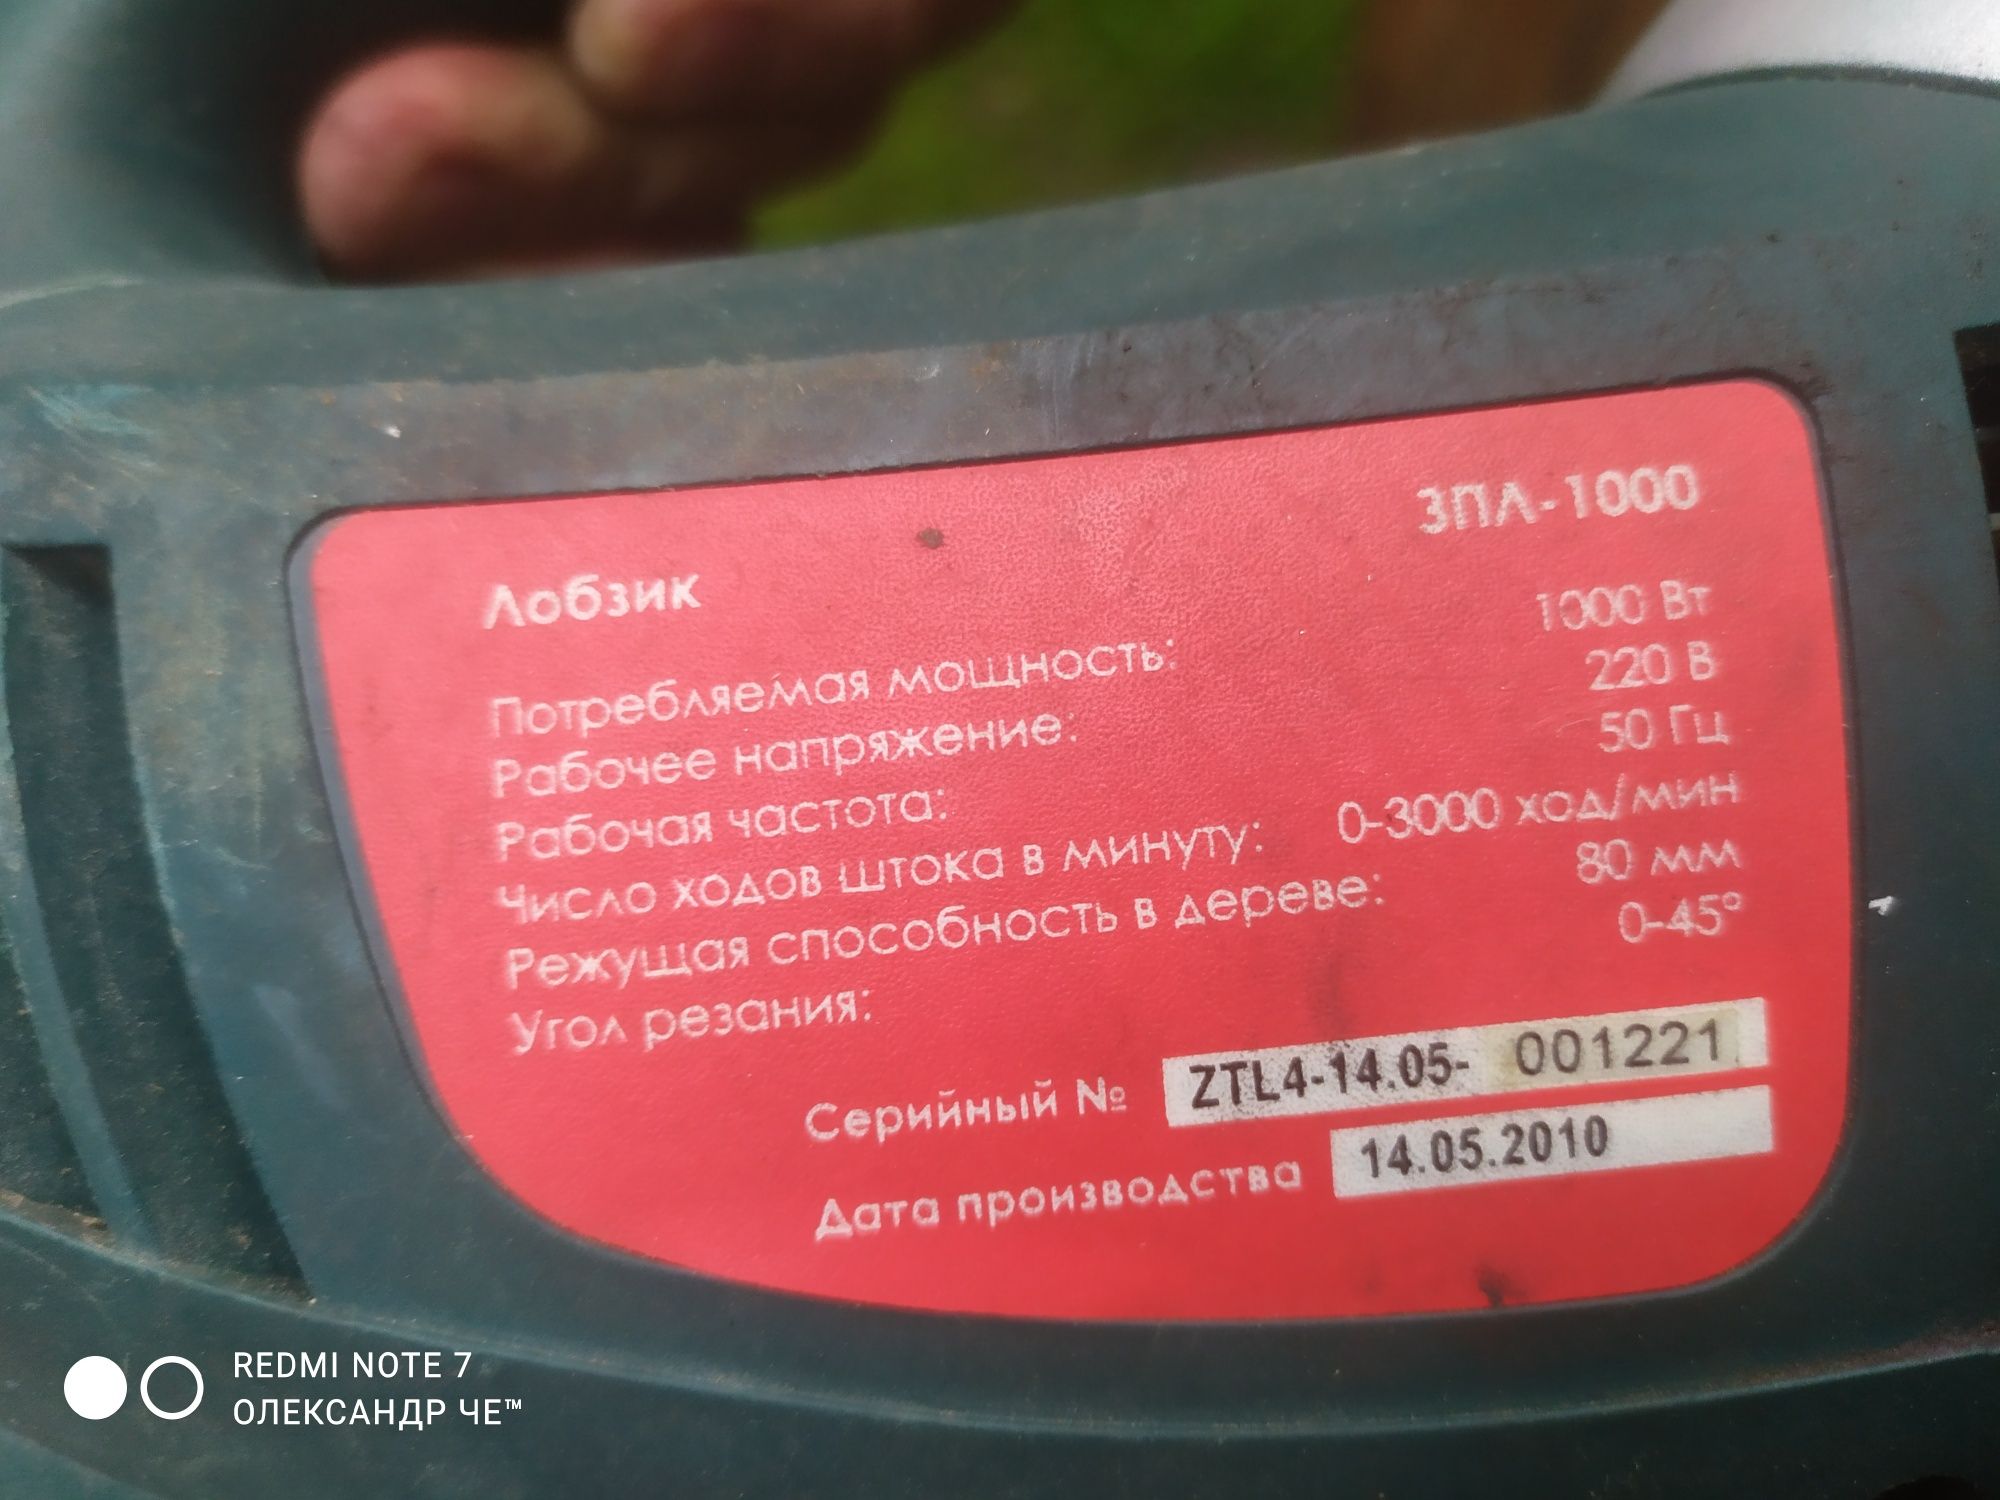 ЗПЛ-1000
Лобзик
Потребляемая мощность: 1000 Вт
Рабочее напряжение: 220 В
Рабочая частота: 50 Гц
Число ходов штока в минуту: 0-3000 ход/мин
Режущая способность в дереве: 80 мм
Угол резания: 0-45°
Серийный № ZTL4-14.05- 001221
Дата производства 14.05.2010
REDMI NOTE 7
ОЛЕКСАНДР ЧЕ™